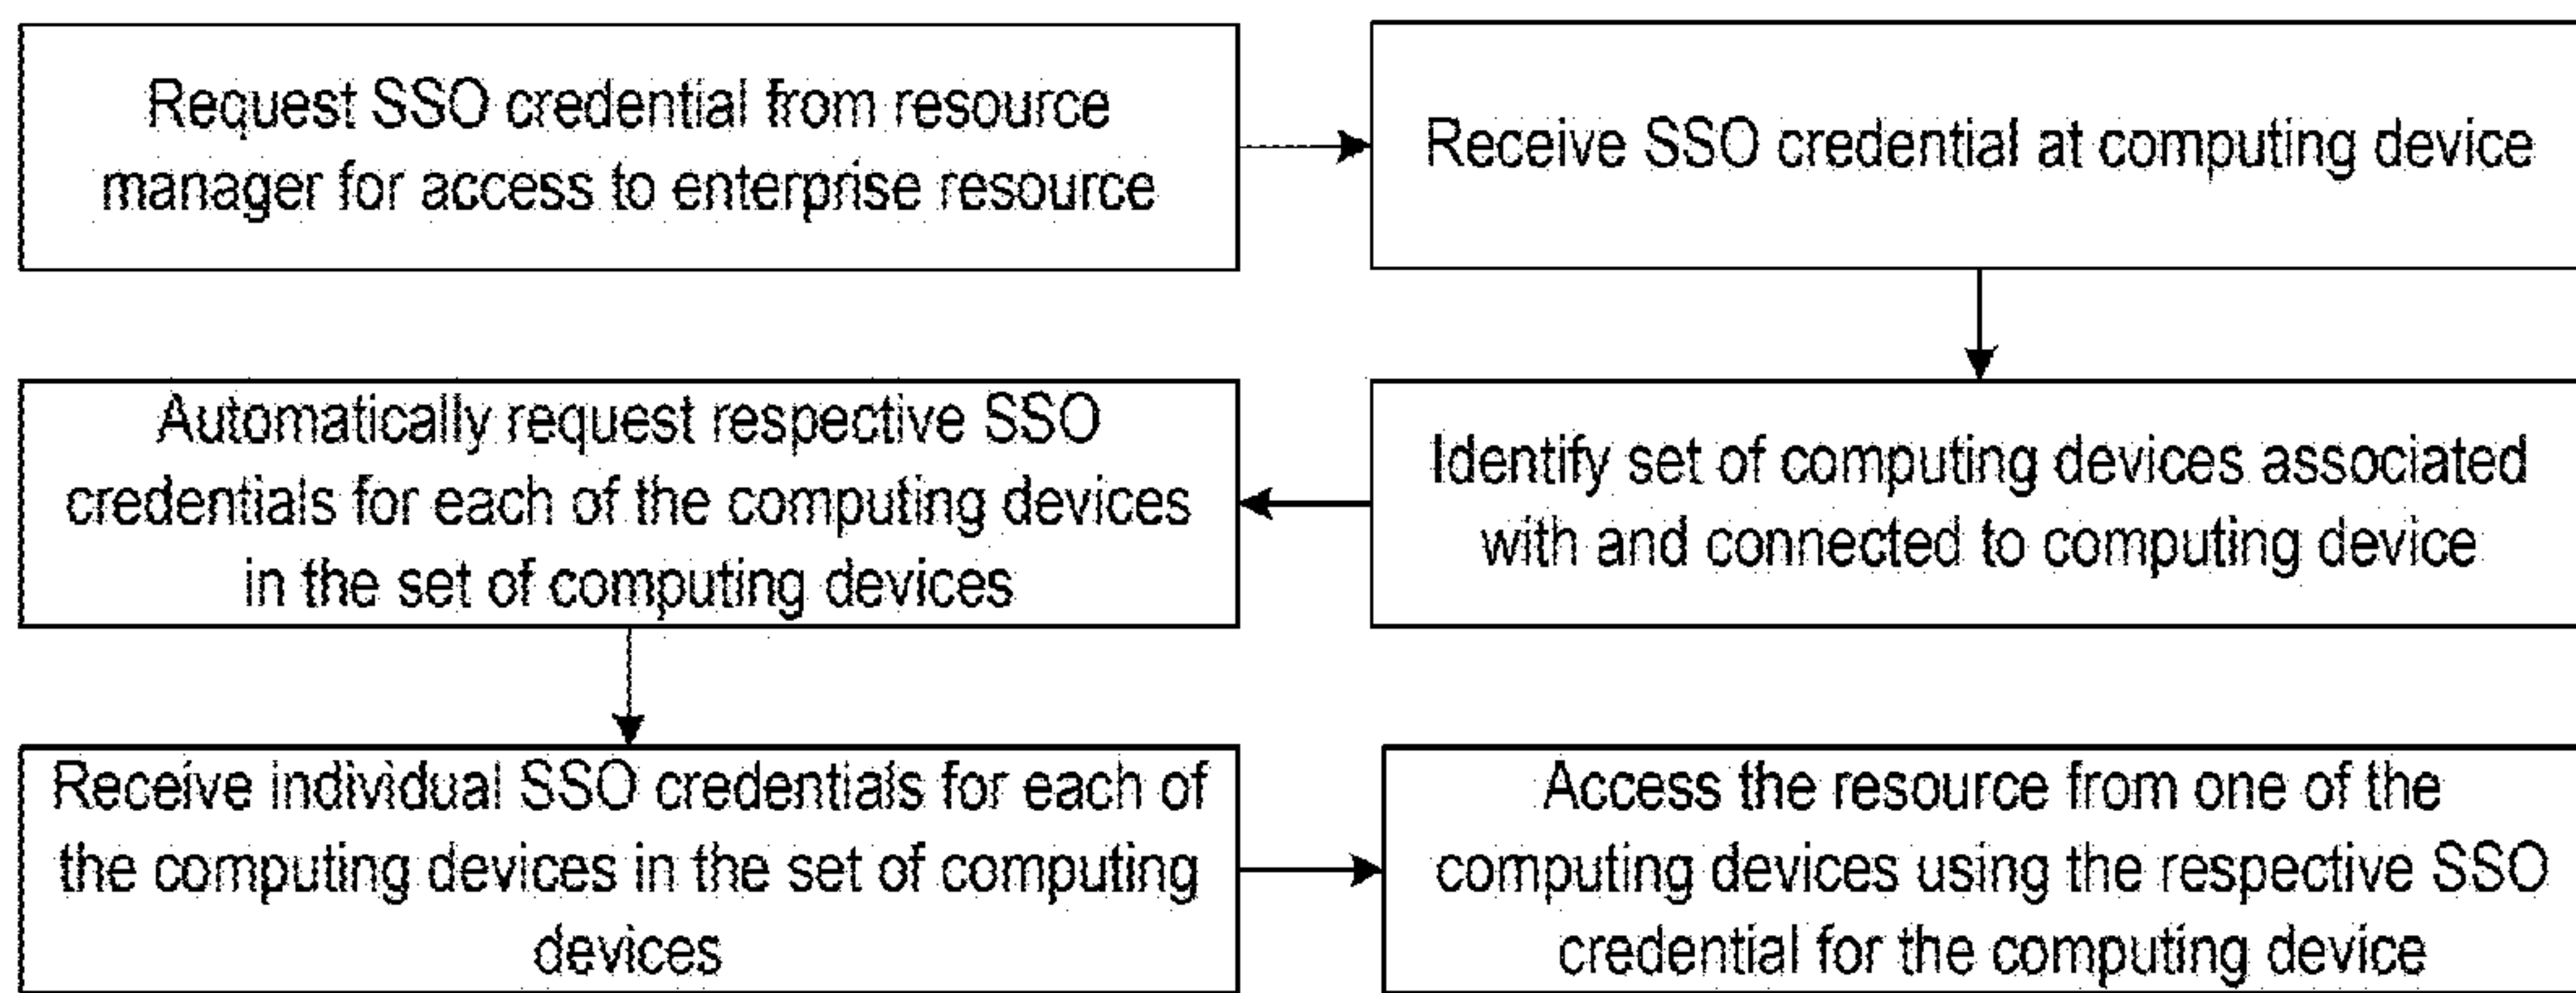 Request SSO credential from resource
manager for access to enterprise resource
Receive SSO credential at computing device
Identify set of computing devices associated
with and connected to computing device
Automatically request respective SSO
credentials for each of the computing devices
in the set of computing devices
Receive individual SSO credentials for each of
the computing devices in the set of computing
devices
Access the resource from one of the
computing devices using the respective SSO
credential for the computing device